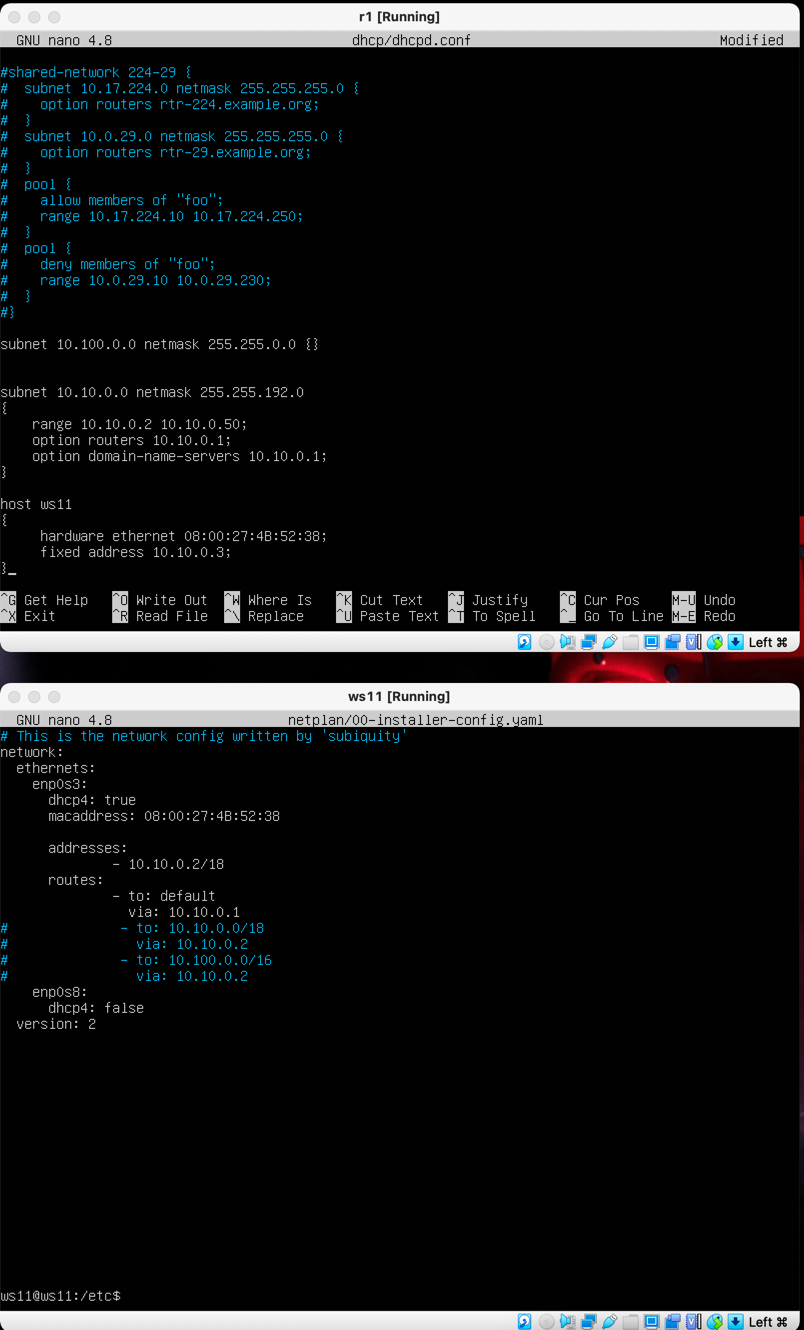 r1 [Running]
GNU nano 4.8 dhcp/dhcpd.conf Modified
#shared-network 224-29 {
#  subnet 10.17.224.0 netmask 255.255.255.0 {
#    option routers rtr-224.example.org;
#  }
#  subnet 10.0.29.0 netmask 255.255.255.0 {
#    option routers rtr-29.example.org;
#  }
#  pool {
#    allow members of "foo";
#    range 10.17.224.10 10.17.224.250;
#  }
#  pool {
#    deny members of "foo";
#    range 10.0.29.10 10.0.29.230;
#  }
#}
subnet 10.100.0.0 netmask 255.255.0.0 {}
subnet 10.10.0.0 netmask 255.255.192.0
{
    range 10.10.0.2 10.10.0.50;
    option routers 10.10.0.1;
    option domain-name-servers 10.10.0.1;
}
host ws11
{
     hardware ethernet 08:00:27:4B:52:38;
     fixed address 10.10.0.3;
}_
^G Get Help ^O Write Out ^W Where Is ^K Cut Text ^J Justify ^C Cur Pos M-U Undo
^X Exit ^R Read File ^\ Replace ^U Paste Text ^T To Spell ^_ Go To Line M-E Redo
Left ⌘
ws11 [Running]
GNU nano 4.8 netplan/00-installer-config.yaml
# This is the network config written by 'subiquity'
network:
  ethernets:
    enp0s3:
      dhcp4: true
      macaddress: 08:00:27:4B:52:38
      addresses:
              - 10.10.0.2/18
      routes:
              - to: default
                via: 10.10.0.1
#              - to: 10.10.0.0/18
#                via: 10.10.0.2
#              - to: 10.100.0.0/16
#                via: 10.10.0.2
    enp0s8:
      dhcp4: false
  version: 2
ws11@ws11:/etc$
Left ⌘